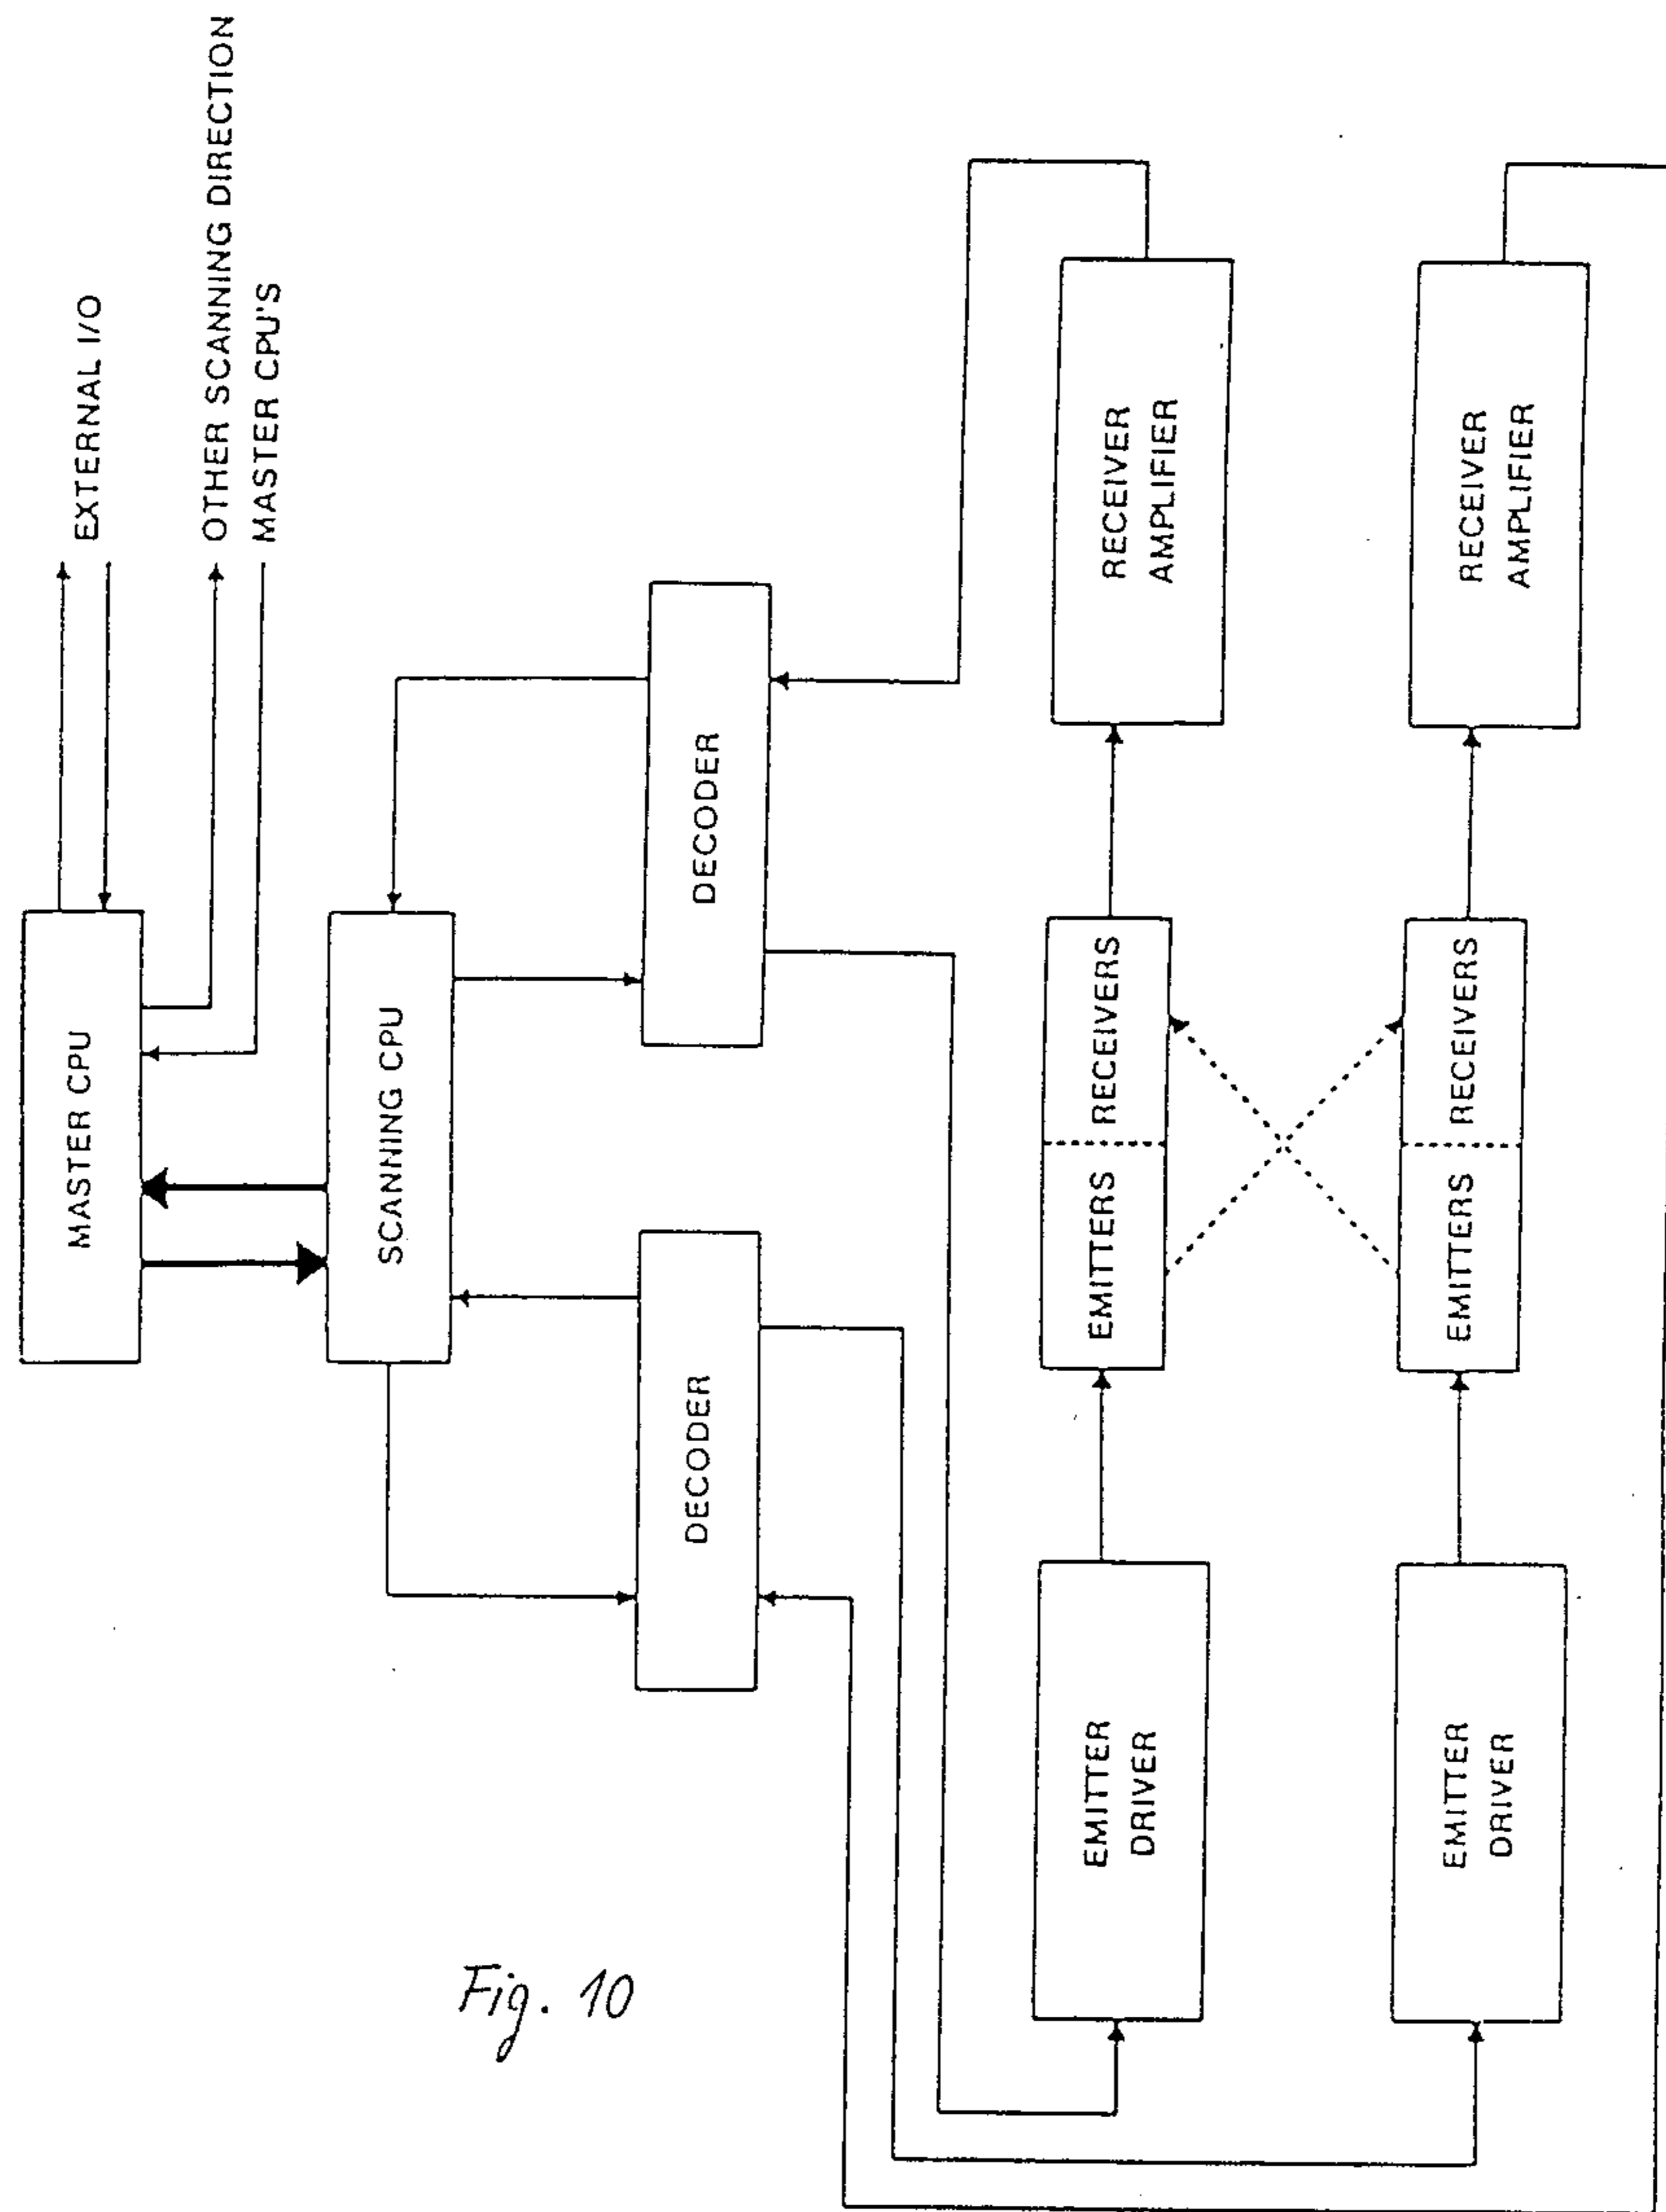 EXTERNAL I/O
OTHER SCANNING DIRECTION
MASTER CPU'S
MASTER CPU
SCANNING CPU
DECODER
DECODER
EMITTER
DRIVER
EMITTERS
RECEIVERS
RECEIVER
AMPLIFIER
EMITTER
DRIVER
EMITTERS
RECEIVERS
RECEIVER
AMPLIFIER
Fig. 10